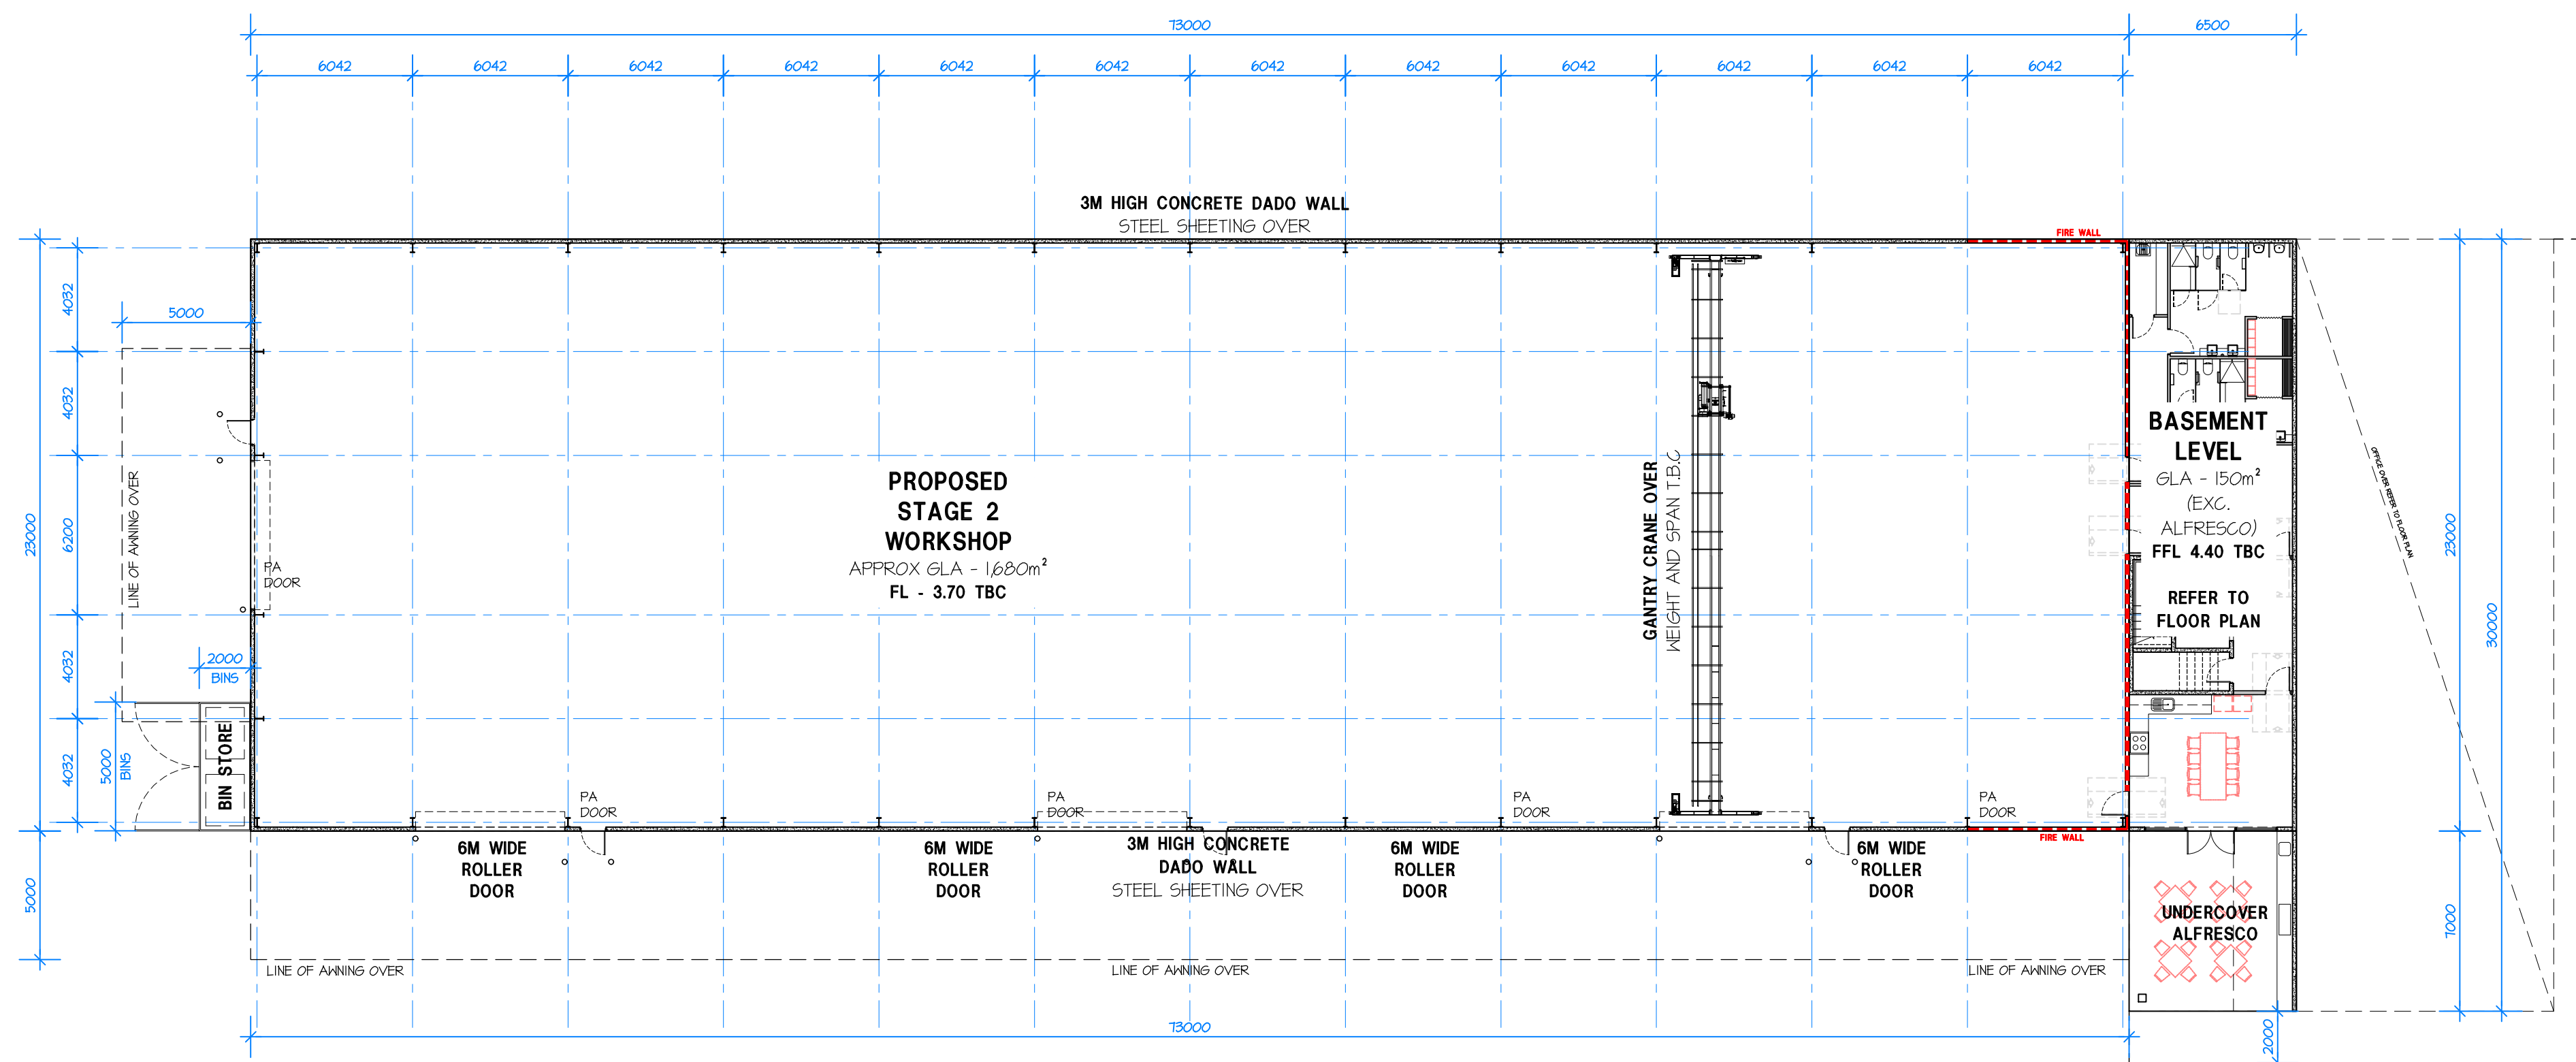 73000
6500
6042 6042 6042 6042 6042 6042 6042 6042 6042 6042 6042 6042
3M HIGH CONCRETE DADO WALL
STEEL SHEETING OVER
FIRE WALL
4032
5000
4032
23000
6200
4032
4032
LINE OF AWNING OVER
2000
BINS
5000
BINS
BIN STORE
5000
PA
DOOR
PROPOSED
STAGE 2
WORKSHOP
APPROX GLA - 1,680m²
FL - 3.70 TBC
GANTRY CRANE OVER
WEIGHT AND SPAN T.B.C
BASEMENT
LEVEL
GLA - 150m²
(EXC.
ALFRESCO)
FFL 4.40 TBC
REFER TO
FLOOR PLAN
OFFICE OVER REFER TO FLOOR PLAN
23000
30000
7000
2000
PA
DOOR
PA
DOOR
PA
DOOR
PA
DOOR
FIRE WALL
6M WIDE
ROLLER
DOOR
6M WIDE
ROLLER
DOOR
3M HIGH CONCRETE
DADO WALL
STEEL SHEETING OVER
6M WIDE
ROLLER
DOOR
6M WIDE
ROLLER
DOOR
UNDERCOVER
ALFRESCO
LINE OF AWNING OVER
LINE OF AWNING OVER
LINE OF AWNING OVER
73000